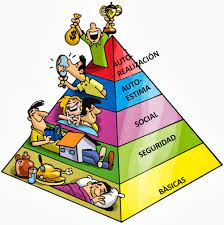 AUTO-
REALIZACIÓN
AUTO-
ESTIMA
SOCIAL
SEGURIDAD
BÁSICAS